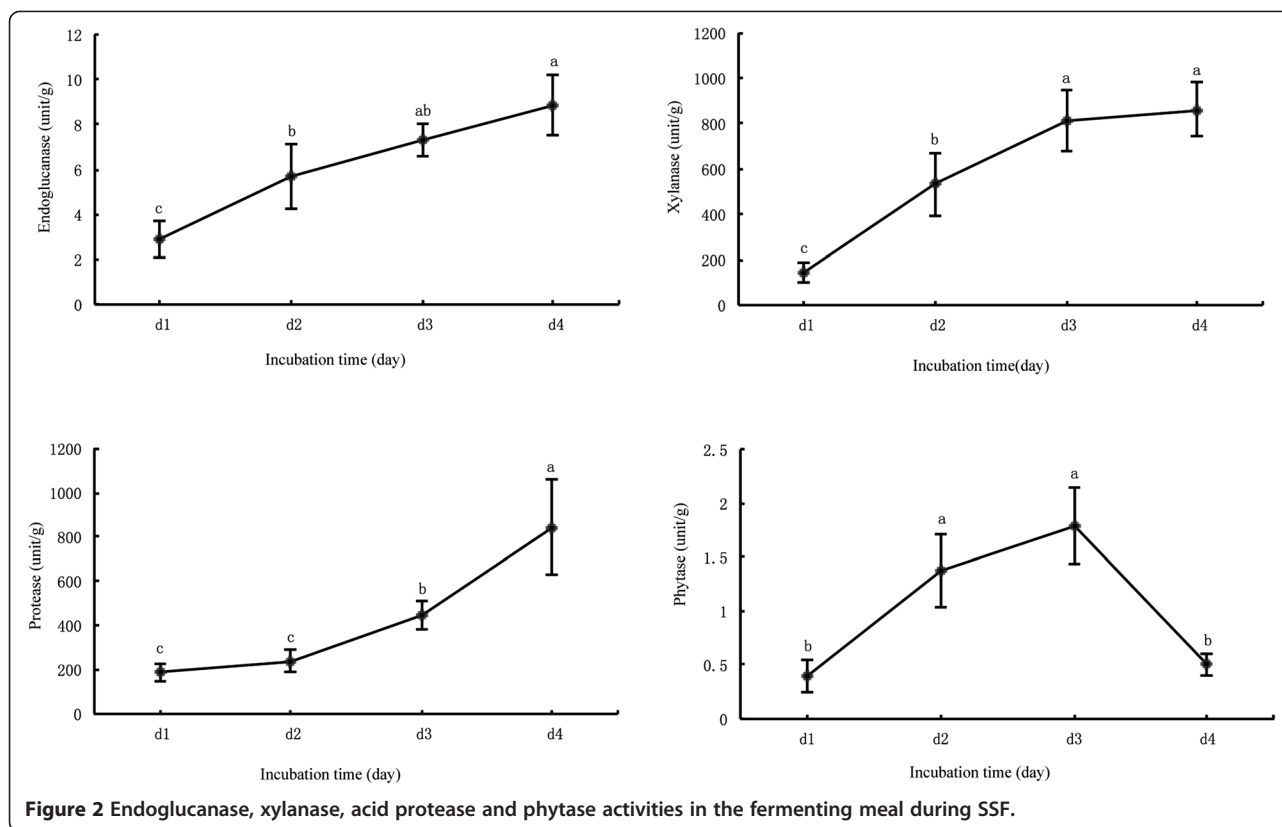 12
10
8
6
4
2
0
Endoglucanase (unit/g)
c
b
ab
a
d1 d2 d3 d4
Incubation time (day)
1200
1000
800
600
400
200
0
Xylanase (unit/g)
c
b
a
a
d1 d2 d3 d4
Incubation time(day)
1200
1000
800
600
400
200
0
Protease (unit/g)
c
c
b
a
d1 d2 d3 d4
Incubation time (day)
2.5
2
1.5
1
0.5
0
Phytase (unit/g)
b
a
a
b
d1 d2 d3 d4
Incubation time (day)
Figure 2 Endoglucanase, xylanase, acid protease and phytase activities in the fermenting meal during SSF.